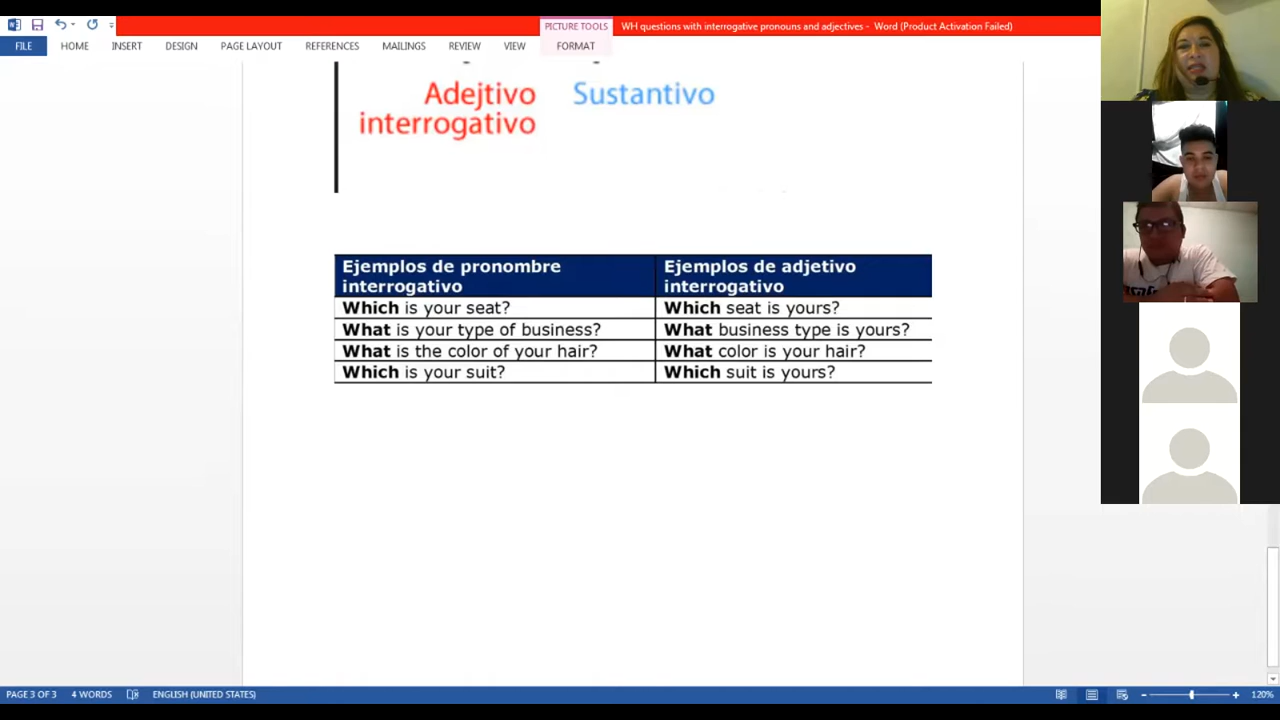 PICTURE TOOLS
WH questions with interrogative pronouns and adjectives - Word (Product Activation Failed)
FILE HOME INSERT DESIGN PAGE LAYOUT REFERENCES MAILINGS REVIEW VIEW FORMAT
Adejtivo Sustantivo
interrogativo
Ejemplos de pronombre
interrogativo
Ejemplos de adjetivo
interrogativo
Which is your seat? Which seat is yours?
What is your type of business? What business type is yours?
What is the color of your hair? What color is your hair?
Which is your suit? Which suit is yours?
PAGE 3 OF 3 4 WORDS ENGLISH (UNITED STATES) 120%